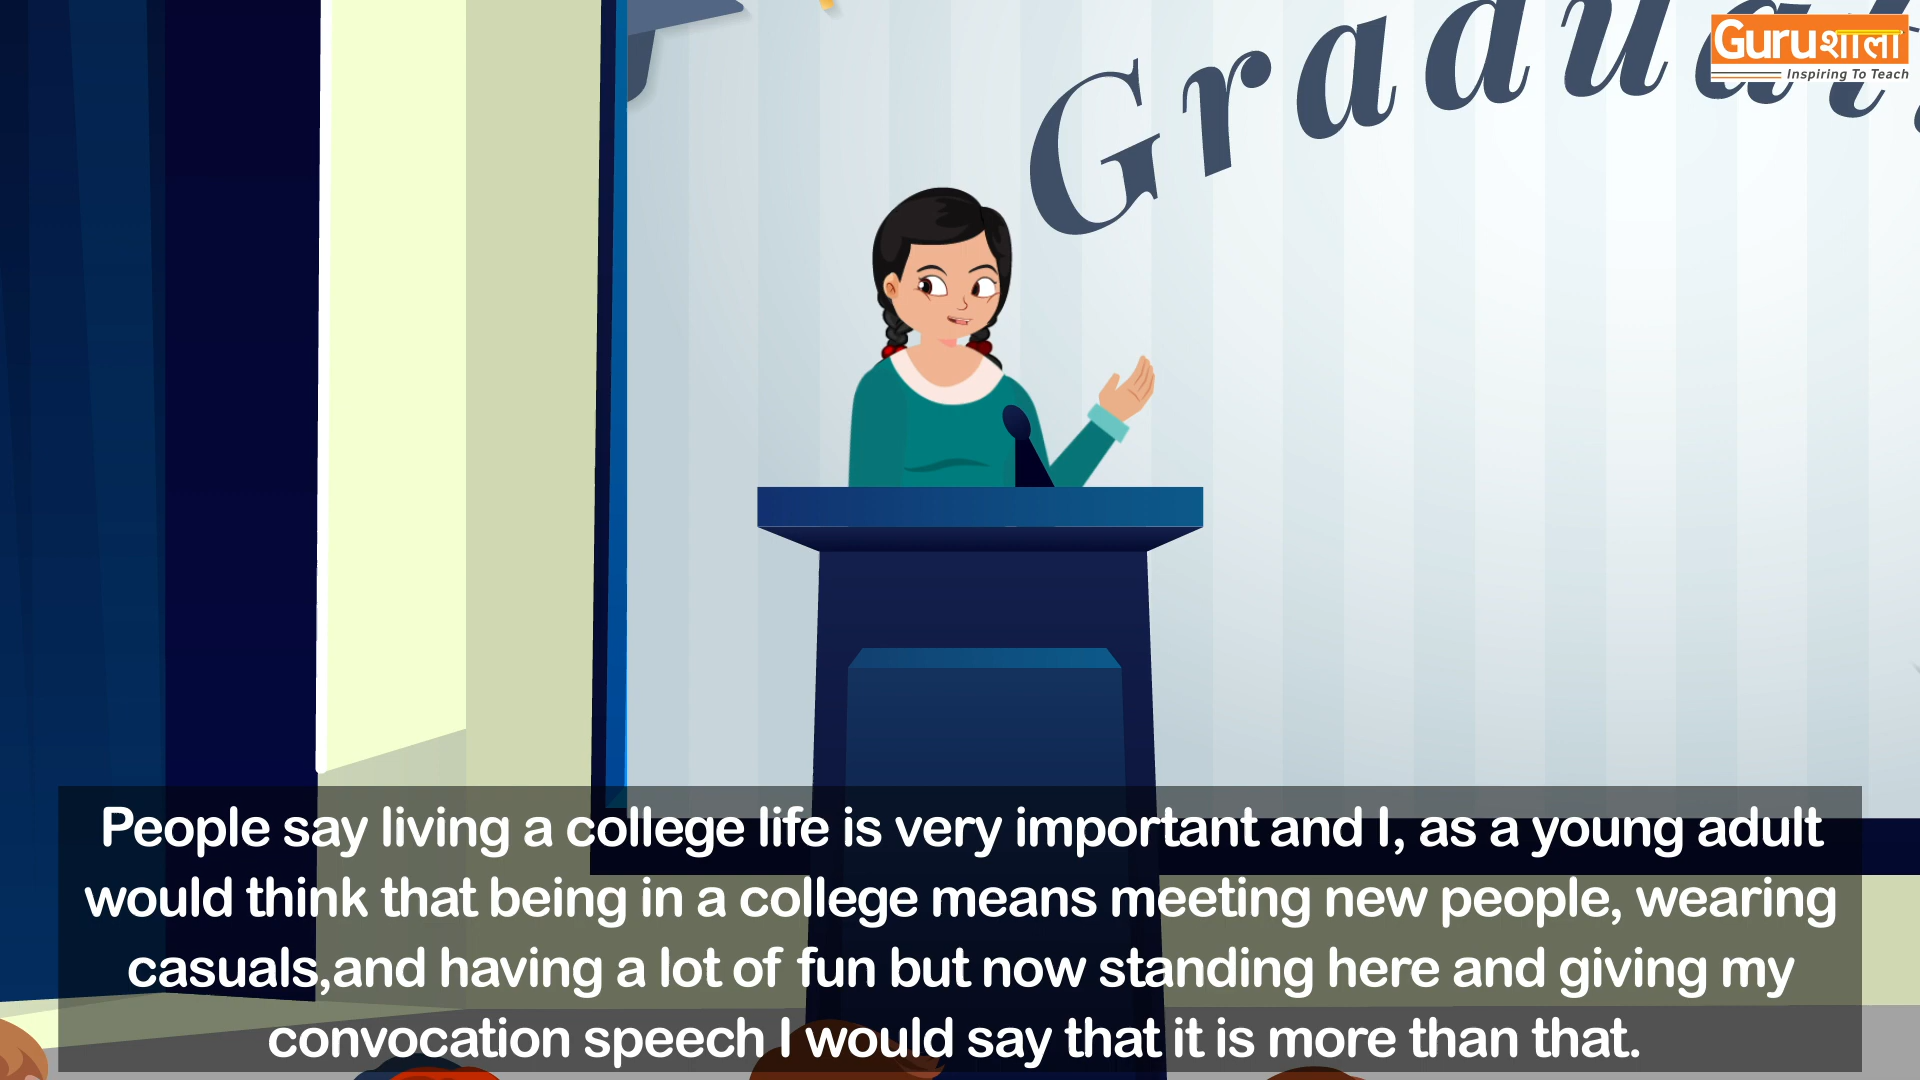 Guruशाला
Inspiring To Teach
People say living a college life is very important and I, as a young adult
would think that being in a college means meeting new people, wearing
casuals,and having a lot of fun but now standing here and giving my
convocation speech I would say that it is more than that.